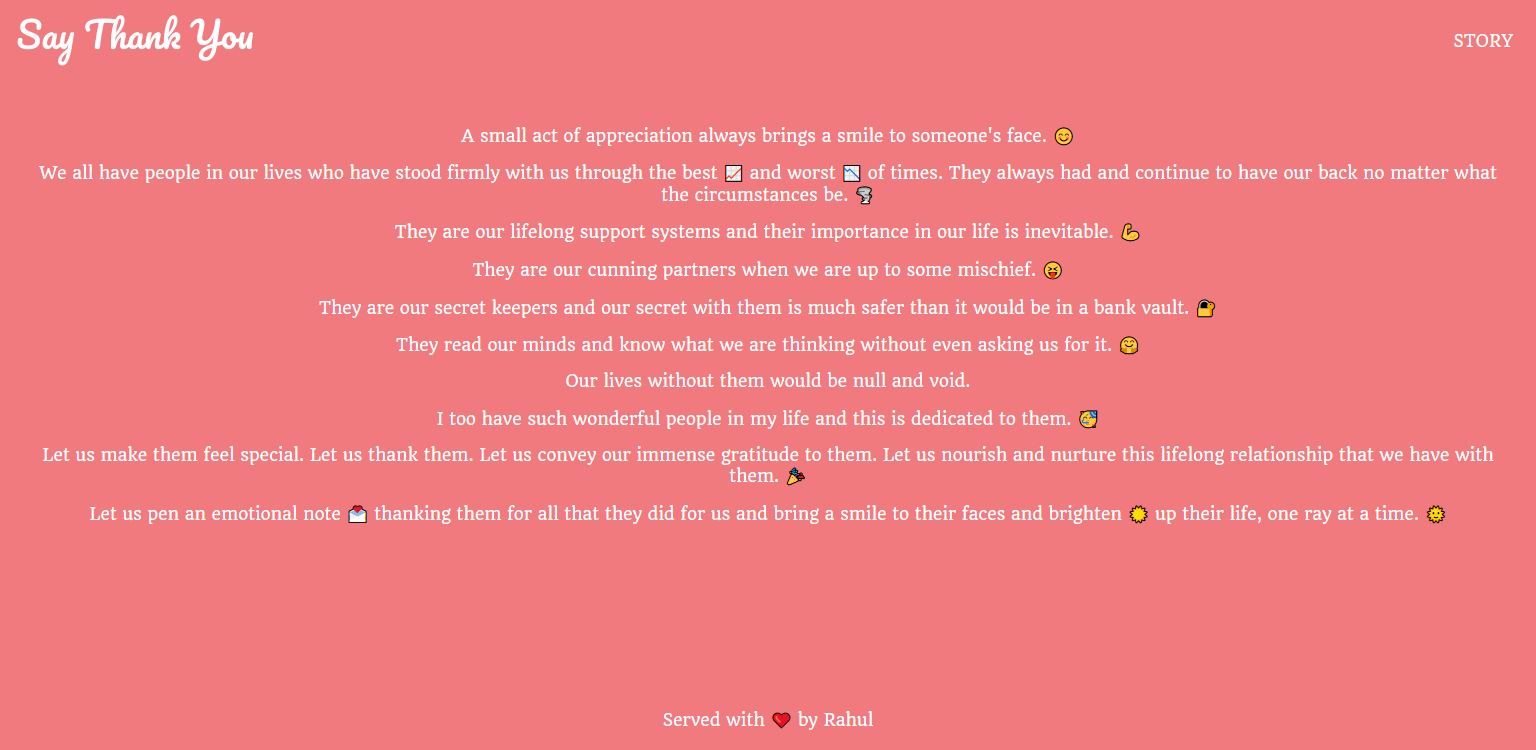 Say Thank You
STORY
A small act of appreciation always brings a smile to someone's face. 😊
We all have people in our lives who have stood firmly with us through the best 📈 and worst 📉 of times. They always had and continue to have our back no matter what
the circumstances be. 🌪
They are our lifelong support systems and their importance in our life is inevitable. 💪
They are our cunning partners when we are up to some mischief. 😝
They are our secret keepers and our secret with them is much safer than it would be in a bank vault. 🔐
They read our minds and know what we are thinking without even asking us for it. 🤗
Our lives without them would be null and void.
I too have such wonderful people in my life and this is dedicated to them. 🥳
Let us make them feel special. Let us thank them. Let us convey our immense gratitude to them. Let us nourish and nurture this lifelong relationship that we have with
them. 🎉
Let us pen an emotional note 💌 thanking them for all that they did for us and bring a smile to their faces and brighten ☀ up their life, one ray at a time. 🌞
Served with ❤ by Rahul